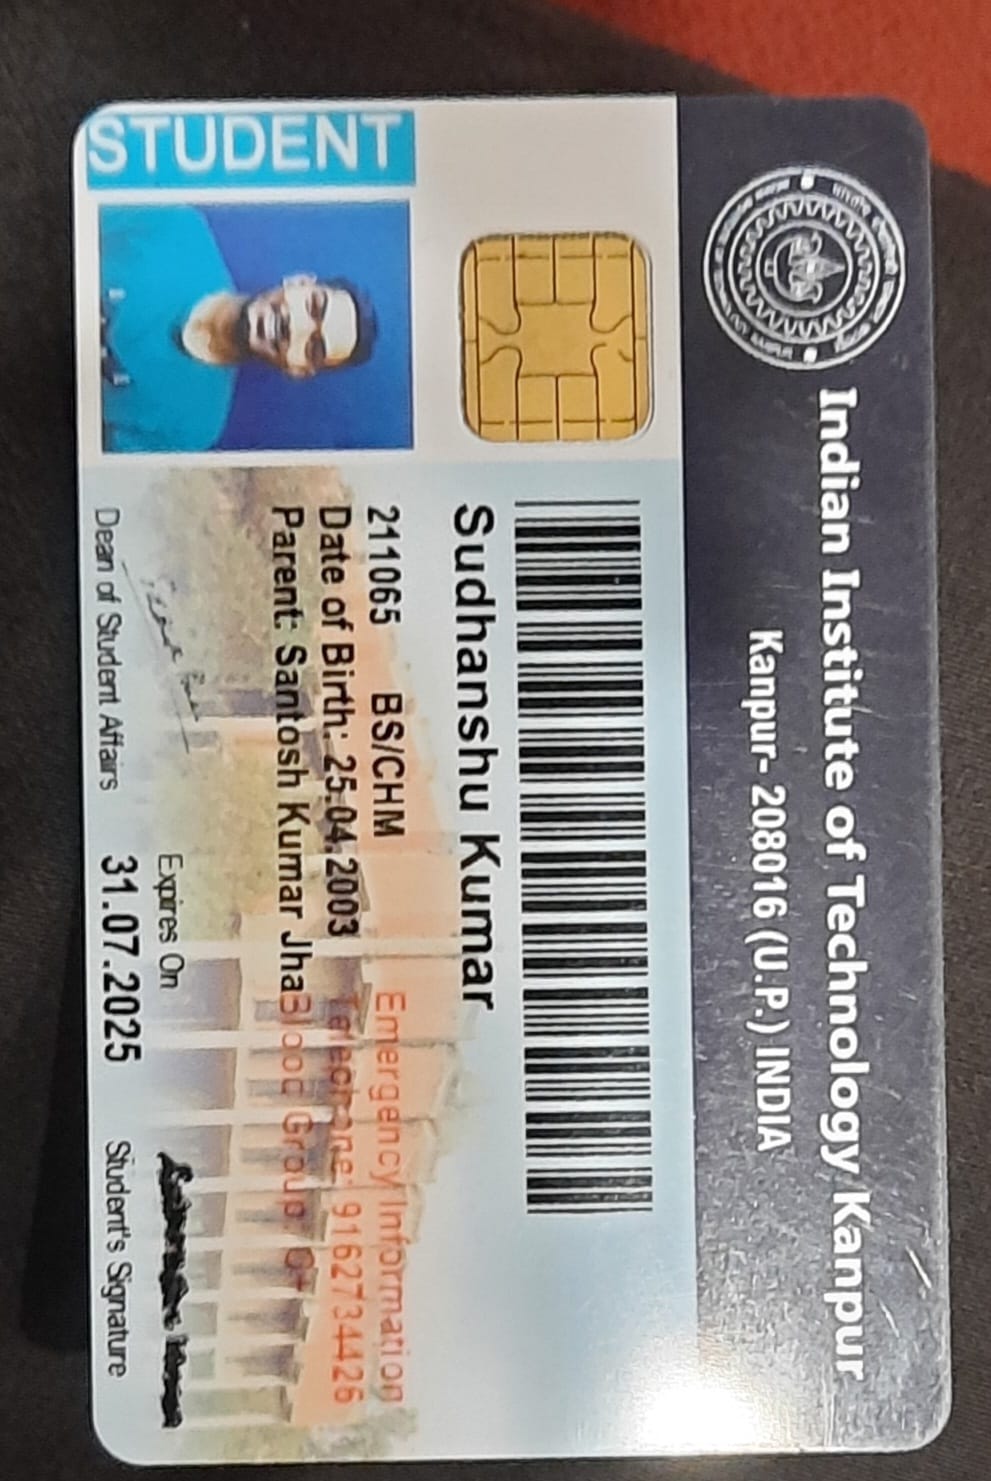 Indian Institute of Technology Kanpur
Kanpur- 208016 (U.P.) INDIA
STUDENT
Sudhanshu Kumar
211065 BS/CHM
Date of Birth: 25.04.2003
Parent: Santosh Kumar Jha
Emergency Information
Telephone: 9162734426
Blood Group:
Expires On
31.07.2025
Dean of Student Affairs
Student's Signature